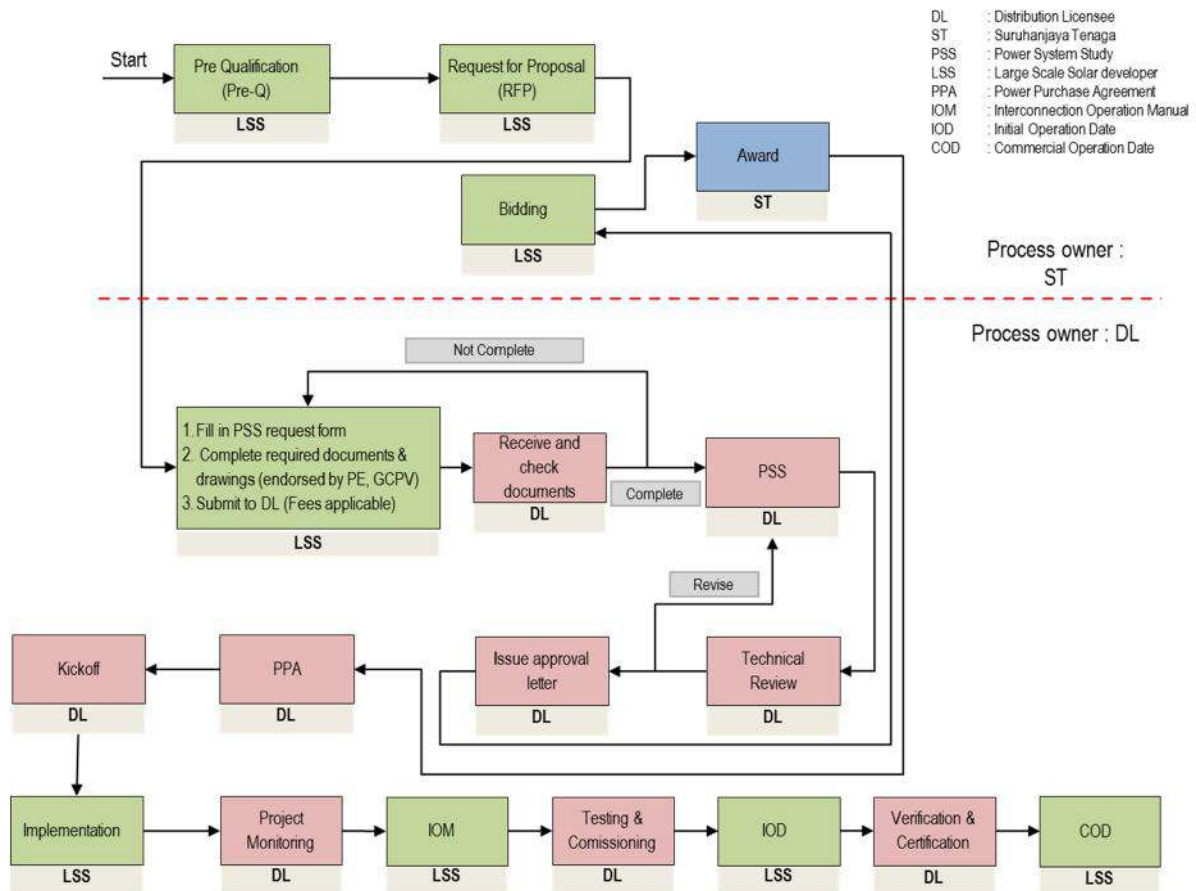 DL : Distribution Licensee
ST : Suruhanjaya Tenaga
PSS : Power System Study
LSS : Large Scale Solar developer
PPA : Power Purchase Agreement
IOM : Interconnection Operation Manual
IOD : Initial Operation Date
COD : Commercial Operation Date
Start
Pre Qualification
(Pre-Q)
LSS
Request for Proposal
(RFP)
LSS
Award
ST
Bidding
LSS
Process owner :
ST
Process owner : DL
Not Complete
1. Fill in PSS request form
2. Complete required documents &
drawings (endorsed by PE, GCPV)
3. Submit to DL (Fees applicable)
LSS
Receive and
check
documents
DL
Complete
PSS
DL
Revise
Kickoff
DL
PPA
DL
Issue approval
letter
DL
Technical
Review
DL
Implementation
LSS
Project
Monitoring
DL
IOM
LSS
Testing &
Comissioning
DL
IOD
LSS
Verification &
Certification
DL
COD
LSS